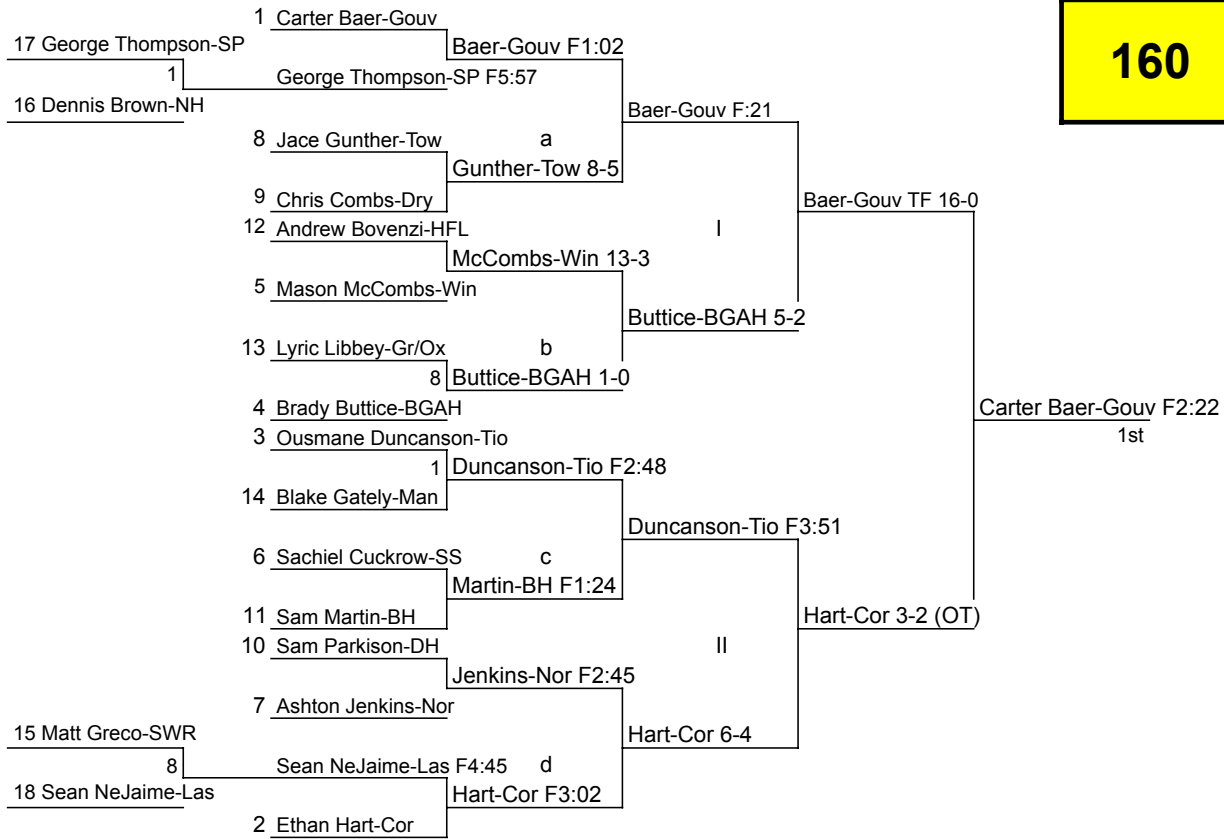 1 Carter Baer-Gouv
160
17 George Thompson-SP
Baer-Gouv F1:02
1
George Thompson-SP F5:57
16 Dennis Brown-NH
Baer-Gouv F:21
8 Jace Gunther-Tow
a
Gunther-Tow 8-5
9 Chris Combs-Dry
Baer-Gouv TF 16-0
12 Andrew Bovenzi-HFL
I
McCombs-Win 13-3
5 Mason McCombs-Win
Buttice-BGAH 5-2
13 Lyric Libbey-Gr/Ox
b
8 Buttice-BGAH 1-0
4 Brady Buttice-BGAH
Carter Baer-Gouv F2:22
1st
3 Ousmane Duncanson-Tio
1 Duncanson-Tio F2:48
14 Blake Gately-Man
Duncanson-Tio F3:51
6 Sachiel Cuckrow-SS
c
Martin-BH F1:24
11 Sam Martin-BH
Hart-Cor 3-2 (OT)
10 Sam Parkison-DH
II
Jenkins-Nor F2:45
7 Ashton Jenkins-Nor
15 Matt Greco-SWR
Hart-Cor 6-4
8
Sean NeJaime-Las F4:45
d
18 Sean NeJaime-Las
Hart-Cor F3:02
2 Ethan Hart-Cor